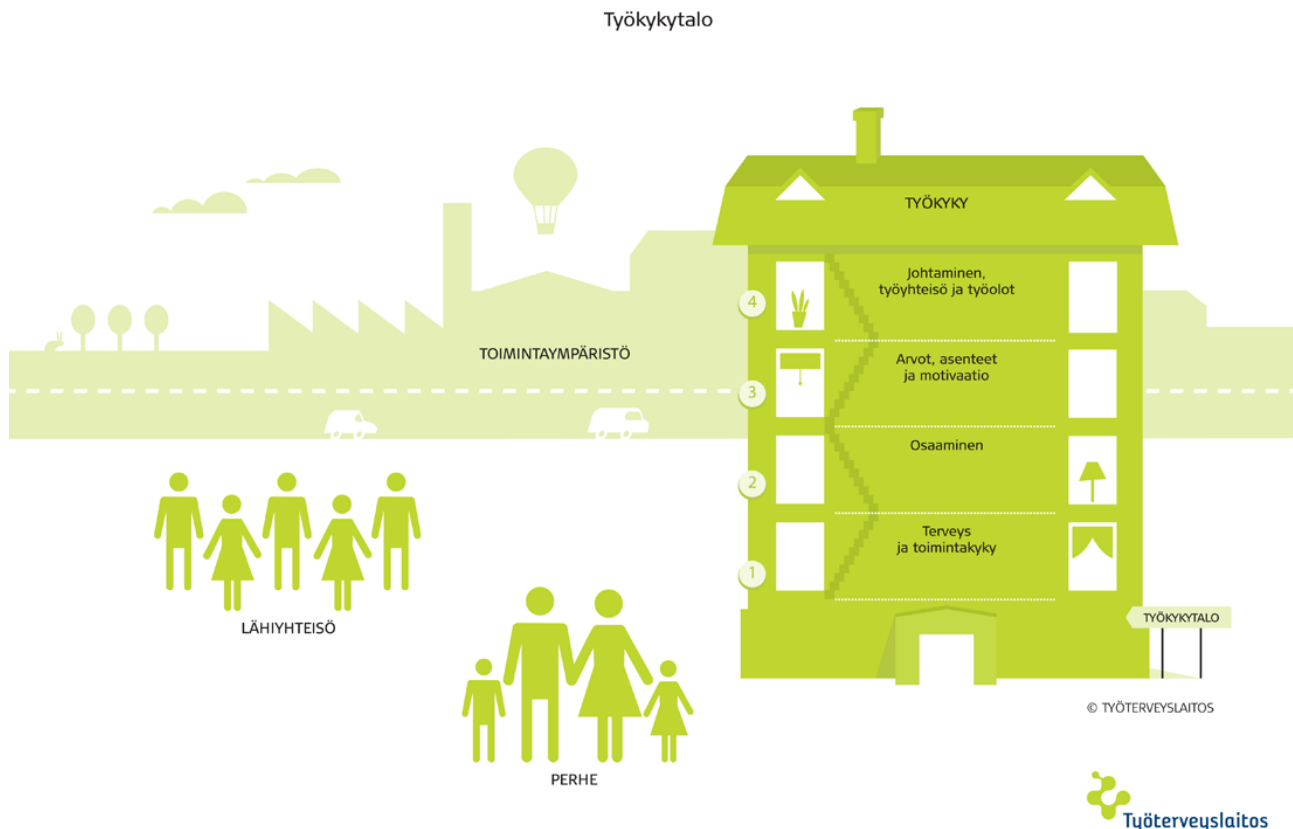 Työkykytalo
TYÖKYKY
4
Johtaminen,
työyhteisö ja työolot
TOIMINTAYMPÄRISTÖ
3
Arvot, asenteet
ja motivaatio
2
Osaaminen
1
Terveys
ja toimintakyky
LÄHIYHTEISÖ
TYÖKYKYTALO
© TYÖTERVEYSLAITOS
PERHE
Työterveyslaitos